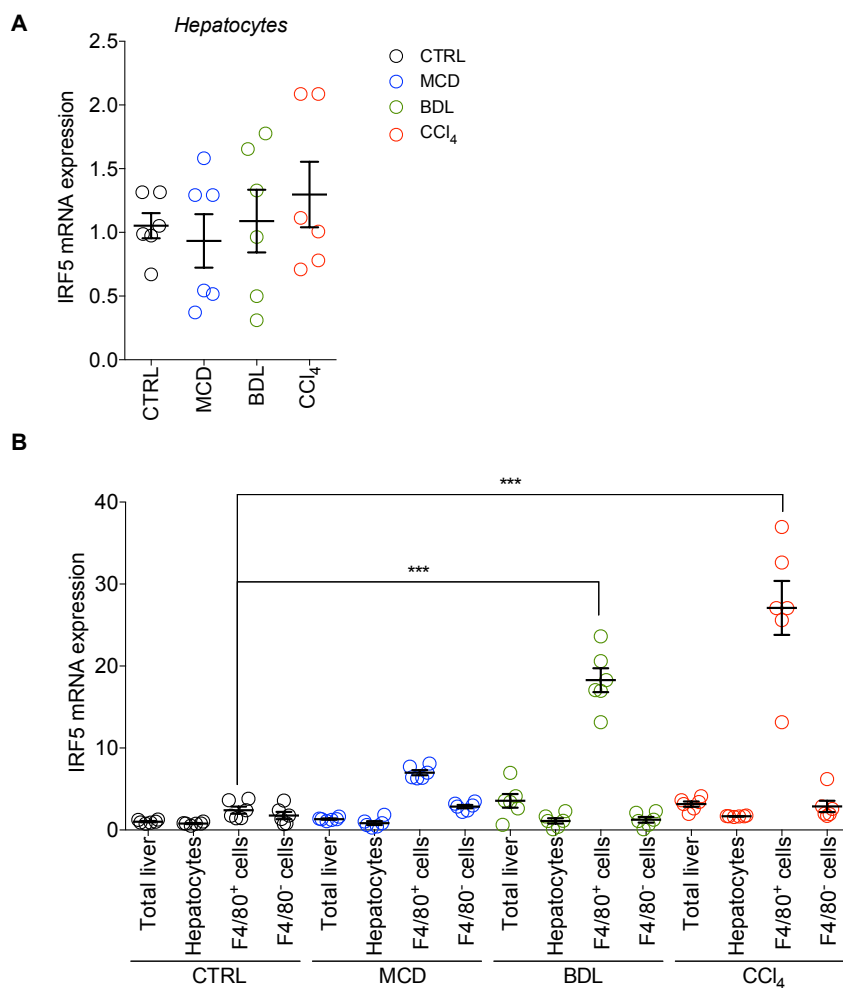 A
Hepatocytes
IRF5 mRNA expression
2.5
2.0
1.5
1.0
0.5
0.0
CTRL
MCD
BDL
CCl₄
CTRL
MCD
BDL
CCl₄
B
IRF5 mRNA expression
40
30
20
10
0
***
***
Total liver
Hepatocytes
F4/80⁺ cells
F4/80⁻ cells
Total liver
Hepatocytes
F4/80⁺ cells
F4/80⁻ cells
Total liver
Hepatocytes
F4/80⁺ cells
F4/80⁻ cells
Total liver
Hepatocytes
F4/80⁺ cells
F4/80⁻ cells
CTRL
MCD
BDL
CCl₄